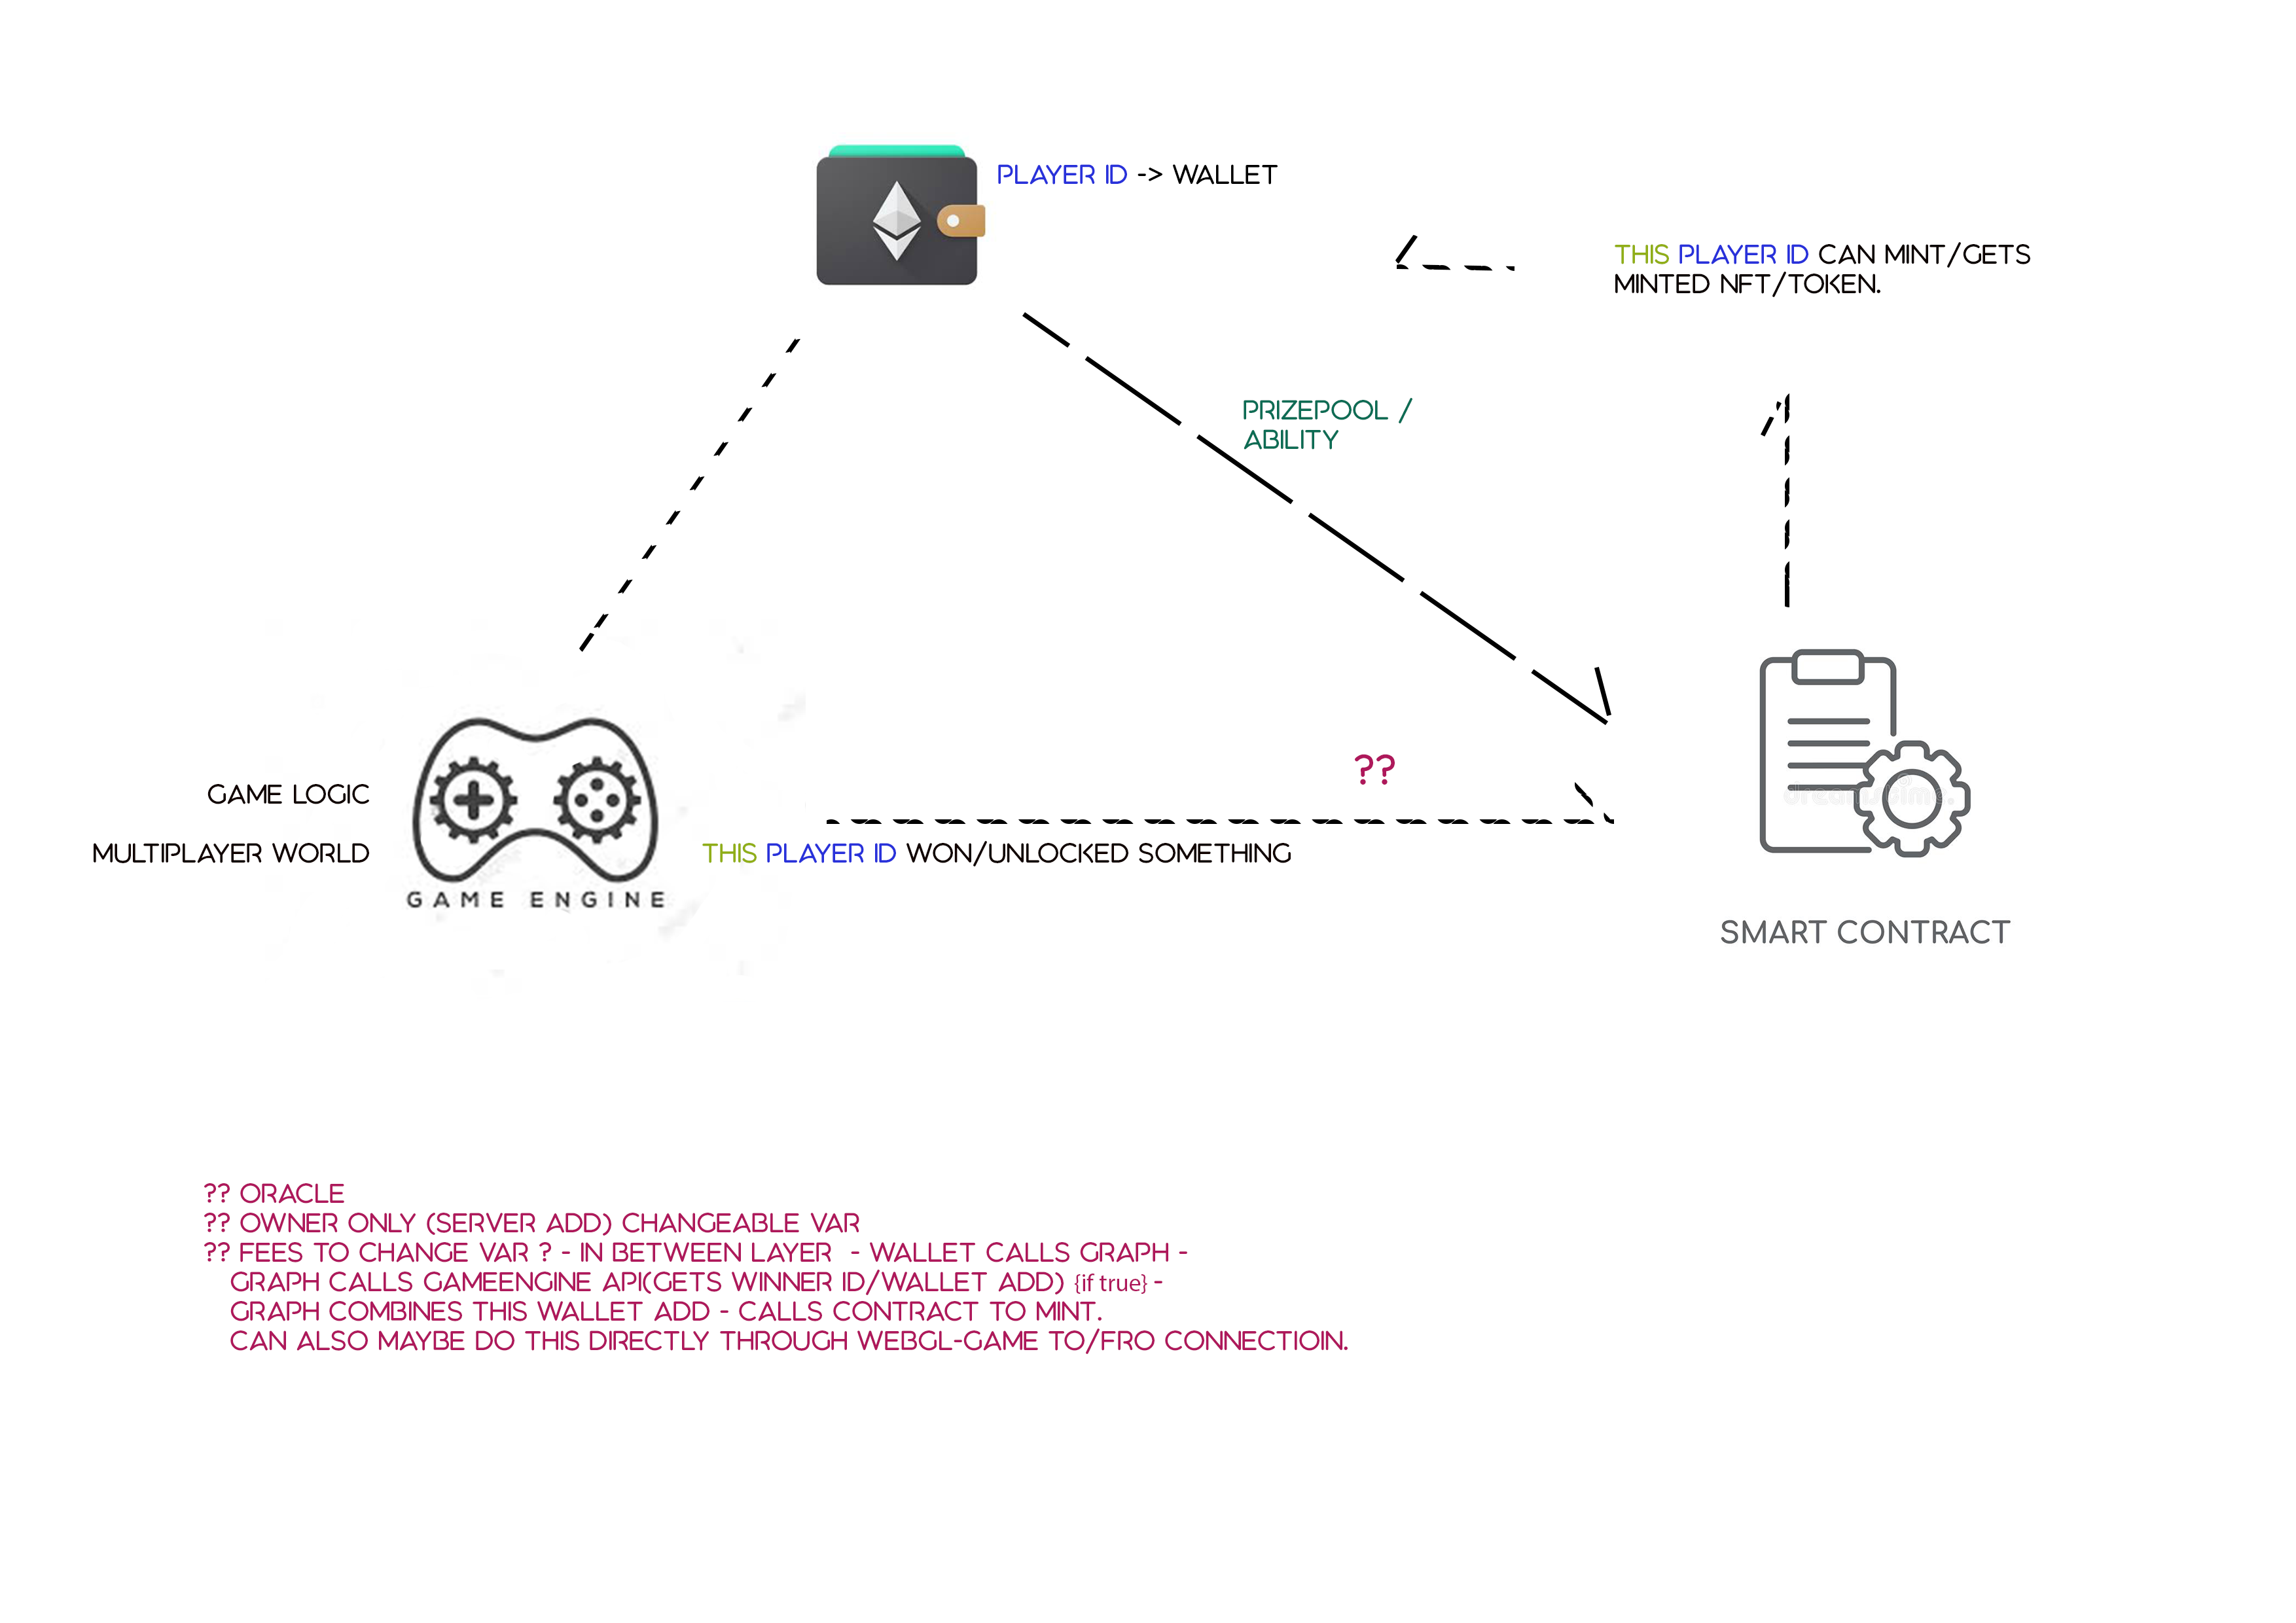 PLAYER ID -> WALLET
THIS PLAYER ID CAN MINT/GETS
MINTED NFT/TOKEN.
PRIZEPOOL /
ABILITY
??
GAME LOGIC
MULTIPLAYER WORLD
GAME ENGINE
THIS PLAYER ID WON/UNLOCKED SOMETHING
SMART CONTRACT
?? ORACLE
?? OWNER ONLY (SERVER ADD) CHANGEABLE VAR
?? FEES TO CHANGE VAR ? - IN BETWEEN LAYER - WALLET CALLS GRAPH -
GRAPH CALLS GAMEENGINE API(GETS WINNER ID/WALLET ADD) {if true} -
GRAPH COMBINES THIS WALLET ADD - CALLS CONTRACT TO MINT.
CAN ALSO MAYBE DO THIS DIRECTLY THROUGH WEBGL-GAME TO/FRO CONNECTIOIN.